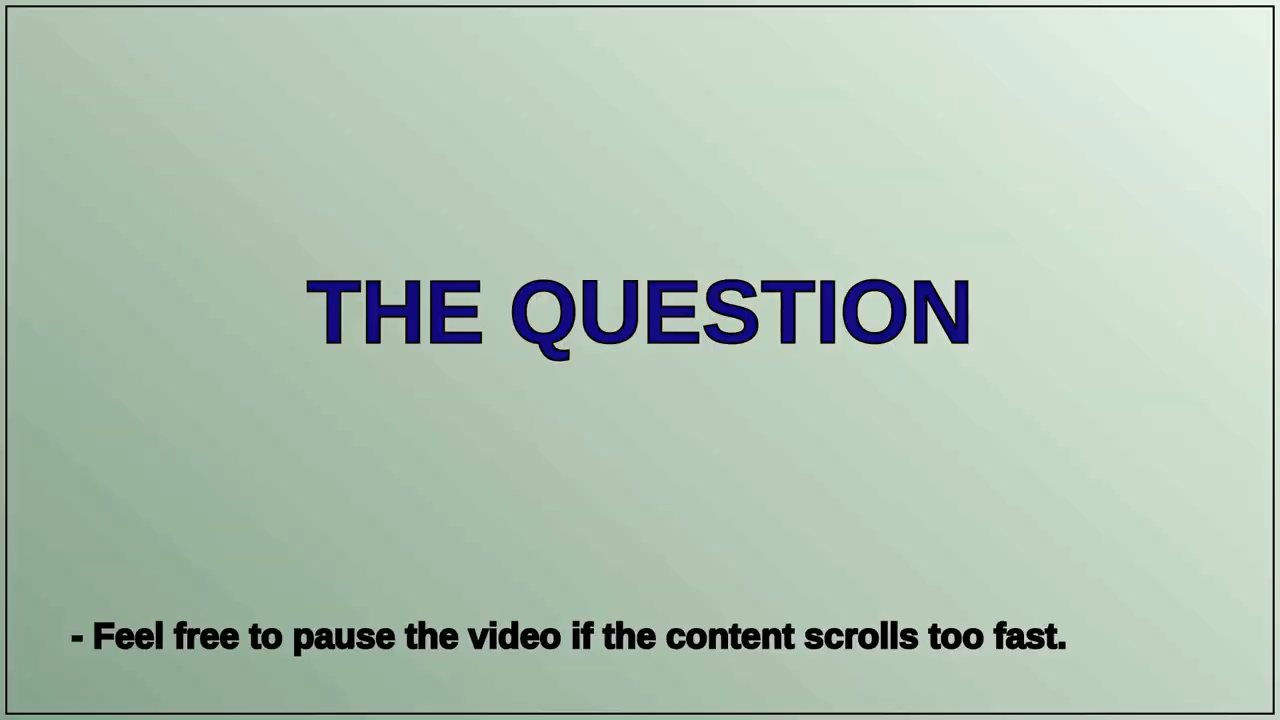 THE QUESTION
- Feel free to pause the video if the content scrolls too fast.